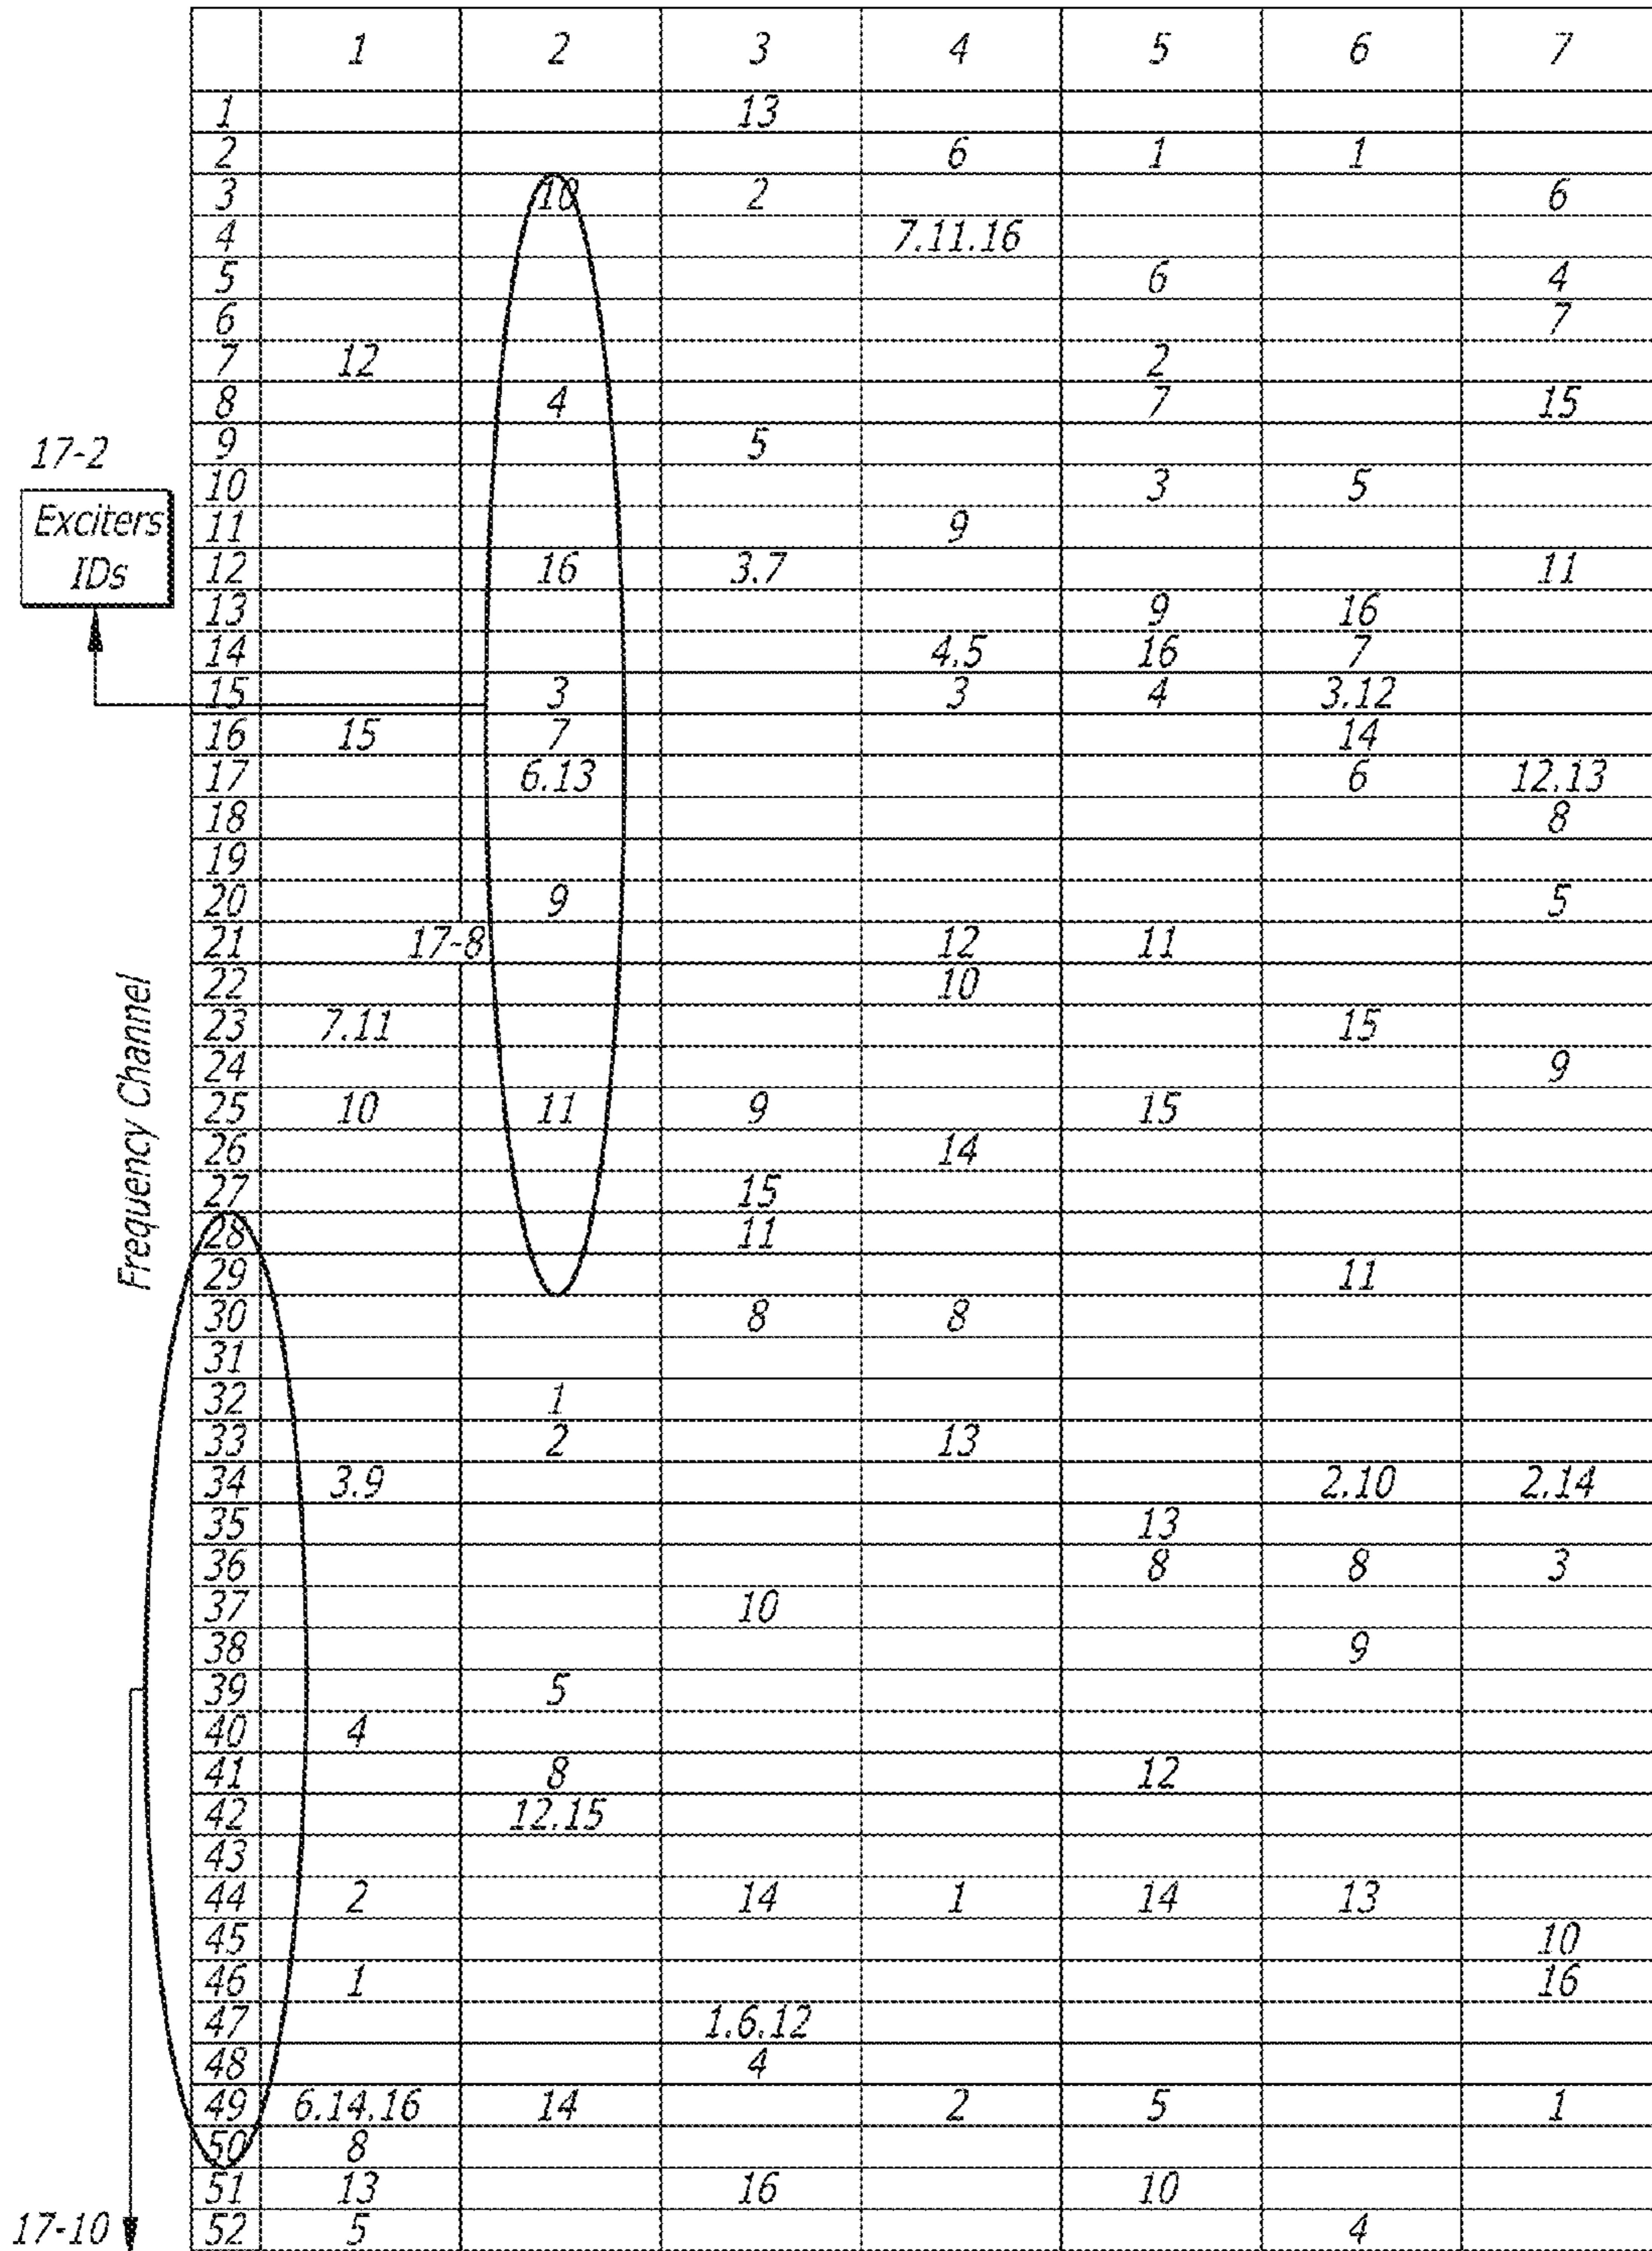 1 2 3 4 5 6 7
1 13
2 6 1 1
3 10 2 6
4 7.11.16
5 6 4
6 7
7 12 2
8 4 7 15
9 5
17-2
Exciters
IDs
10 3 5
11 9
12 16 3.7 11
13 9 16
14 4.5 16 7
15 3 3 4 3.12
16 15 7 14
17 6.13 6 12.13
18 8
19
20 9 5
21 17-8 12 11
22 10
23 7.11 15
24 9
25 10 11 9 15
26 14
27 15
Frequency Channel
28 11
29 11
30 8 8
31
32 1
33 2 13
34 3.9 2.10 2.14
35 13
36 8 8 3
37 10
38 9
39 5
40 4
41 8 12
42 12.15
43
44 2 14 1 14 13
45 10
46 1 16
47 1.6.12
48 4
49 6.14.16 14 2 5 1
50 8
51 13 16 10
52 5 4
17-10